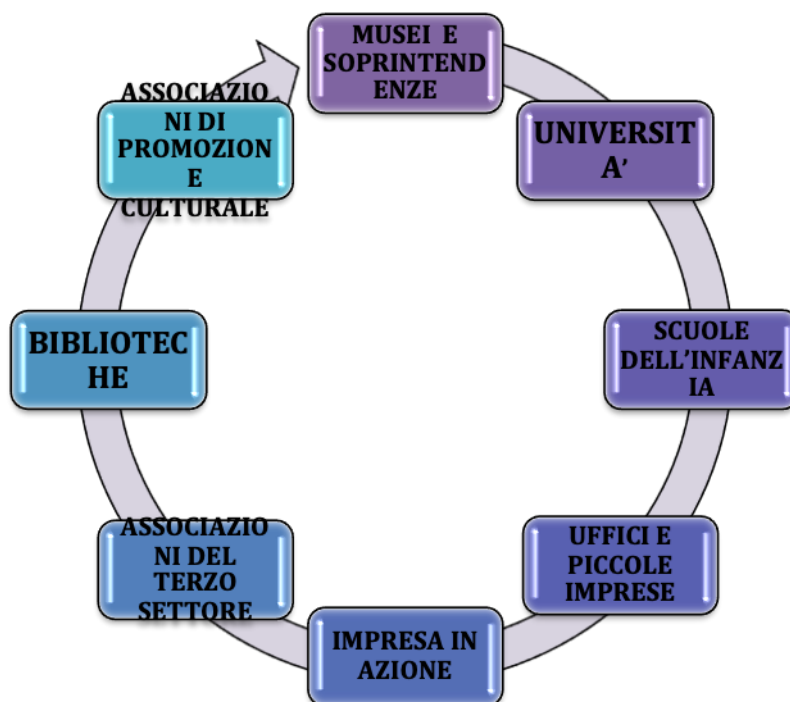 MUSEI E
SOPRINTEND
ENZE
UNIVERSIT
A’
SCUOLE
DELL’INFANZ
IA
UFFICI E
PICCOLE
IMPRESE
IMPRESA IN
AZIONE
ASSOCIAZIO
NI DEL
TERZO
SETTORE
BIBLIOTEC
HE
ASSOCIAZIO
NI DI
PROMOZION
E
CULTURALE